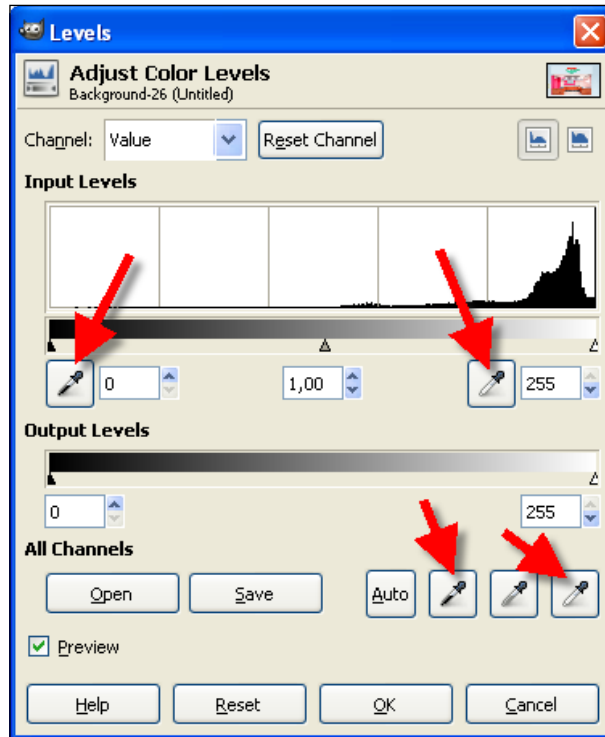 Levels
Adjust Color Levels
Background-26 (Untitled)
Channel: Value Reset Channel
Input Levels
0 1,00 255
Output Levels
0 255
All Channels
Open Save Auto
Preview
Help Reset OK Cancel